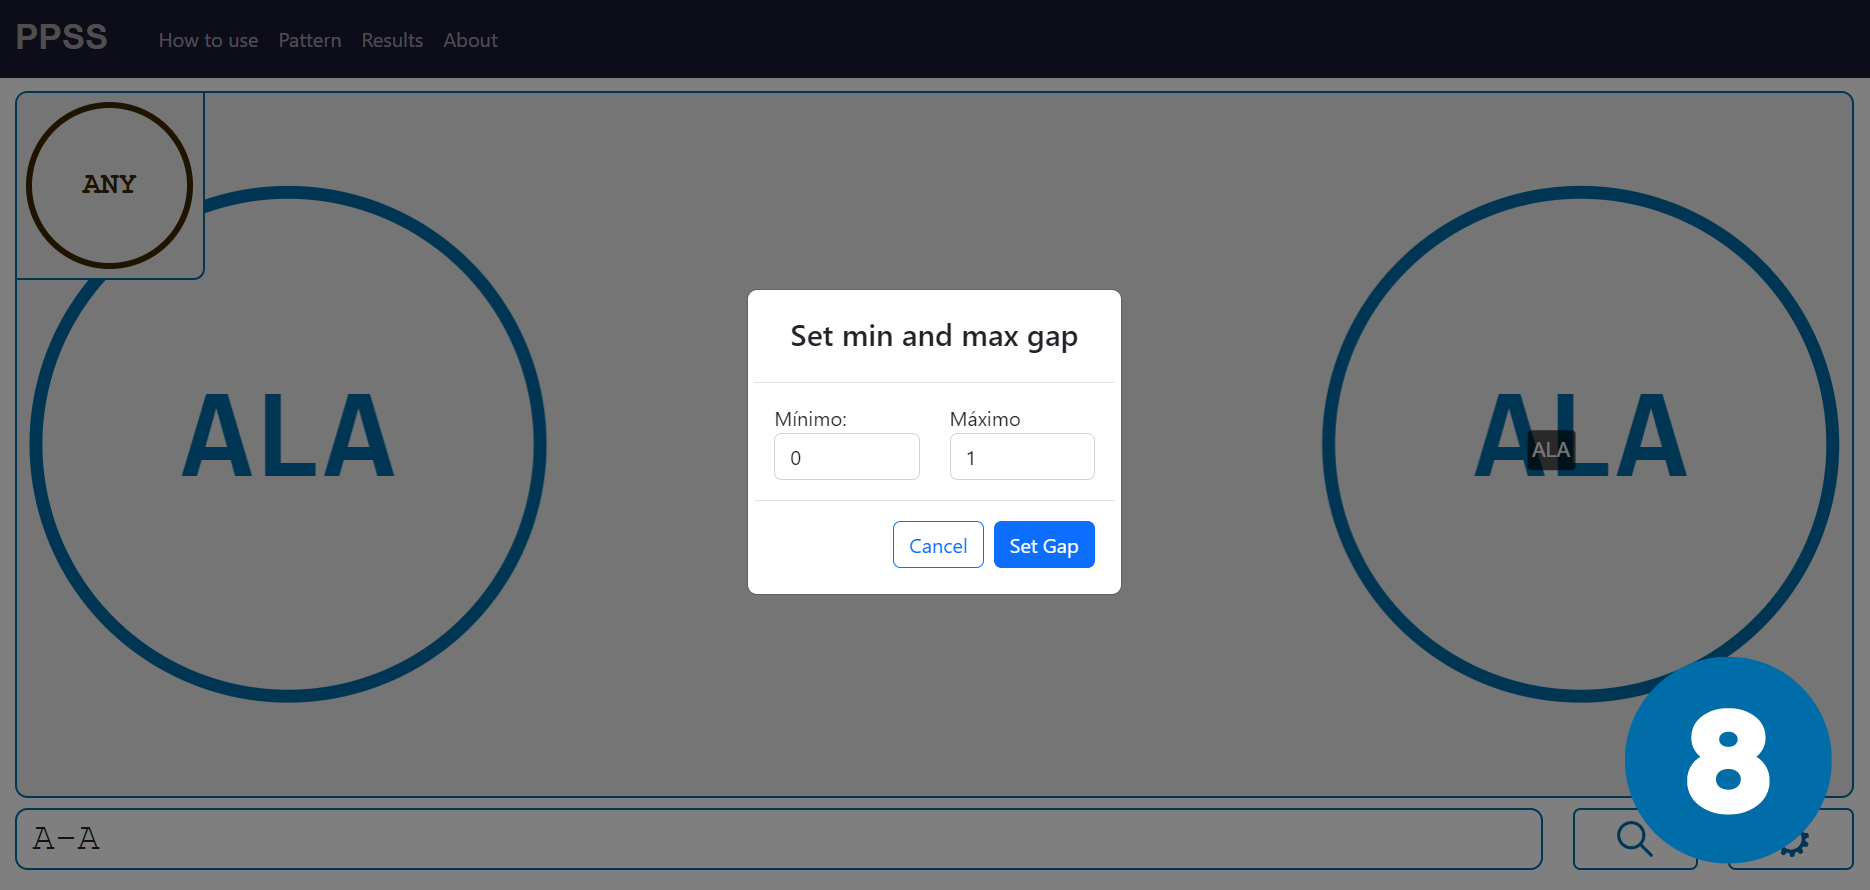 PPSS How to use Pattern Results About
ANY
Set min and max gap
ALA
ALA
ALA
Mínimo: Máximo
0 1
Cancel Set Gap
8
A-A